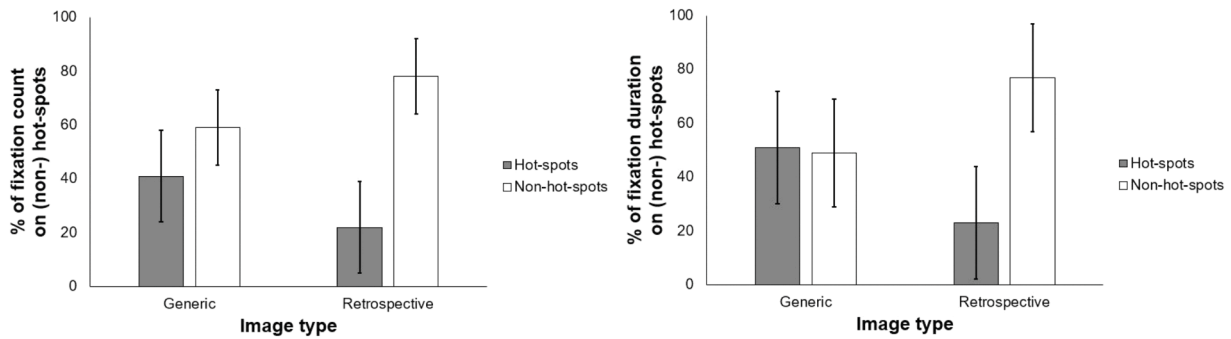 % of fixation count
on (non-) hot-spots
100
80
60
40
20
0
Generic
Retrospective
Image type
Hot-spots
Non-hot-spots
% of fixation duration
on (non-) hot-spots
100
80
60
40
20
0
Generic
Retrospective
Image type
Hot-spots
Non-hot-spots